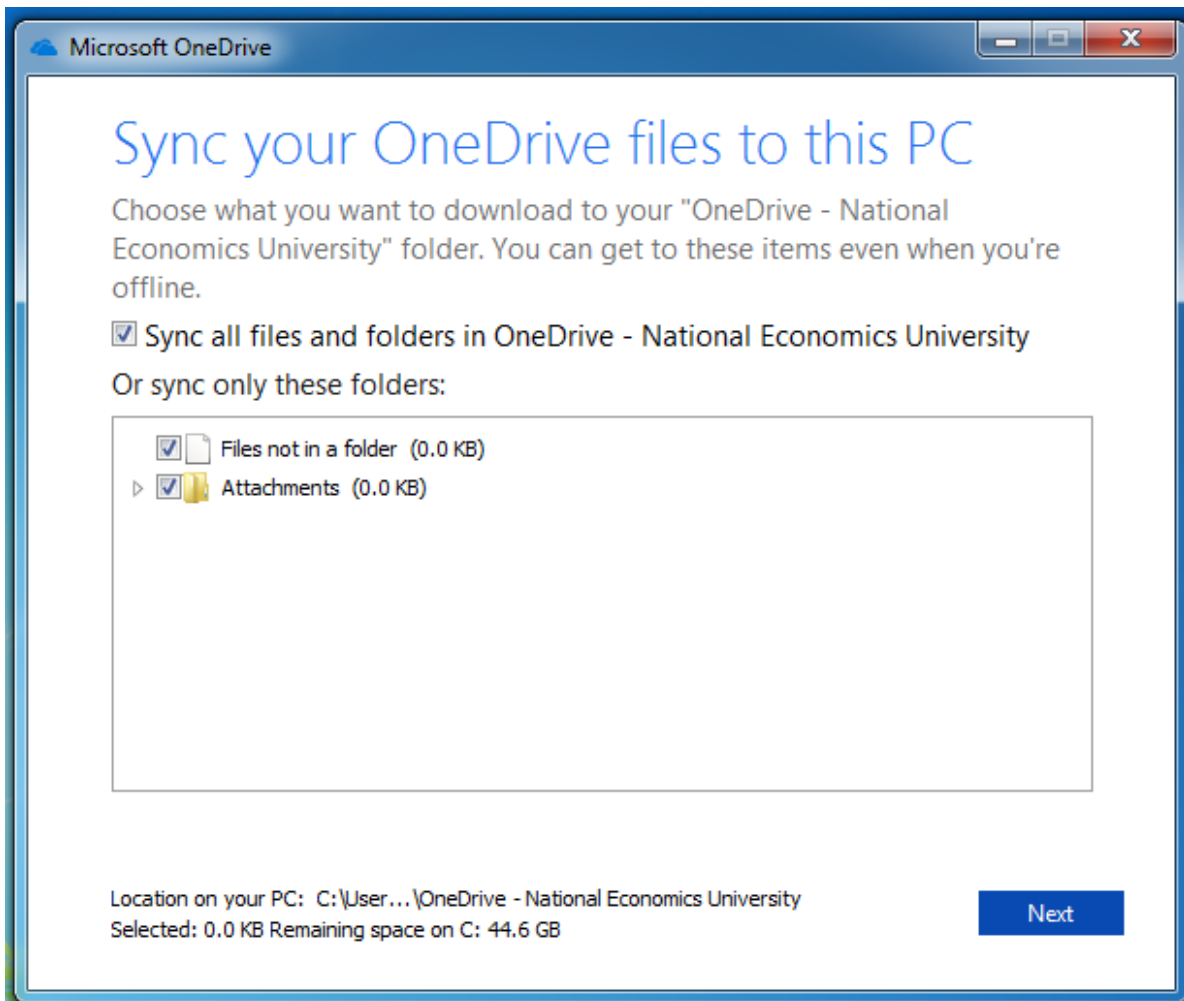 Microsoft OneDrive
Sync your OneDrive files to this PC
Choose what you want to download to your "OneDrive - National
Economics University" folder. You can get to these items even when you're
offline.
Sync all files and folders in OneDrive - National Economics University
Or sync only these folders:
Files not in a folder (0.0 KB)
Attachments (0.0 KB)
Location on your PC: C:\User...\OneDrive - National Economics University
Selected: 0.0 KB Remaining space on C: 44.6 GB
Next